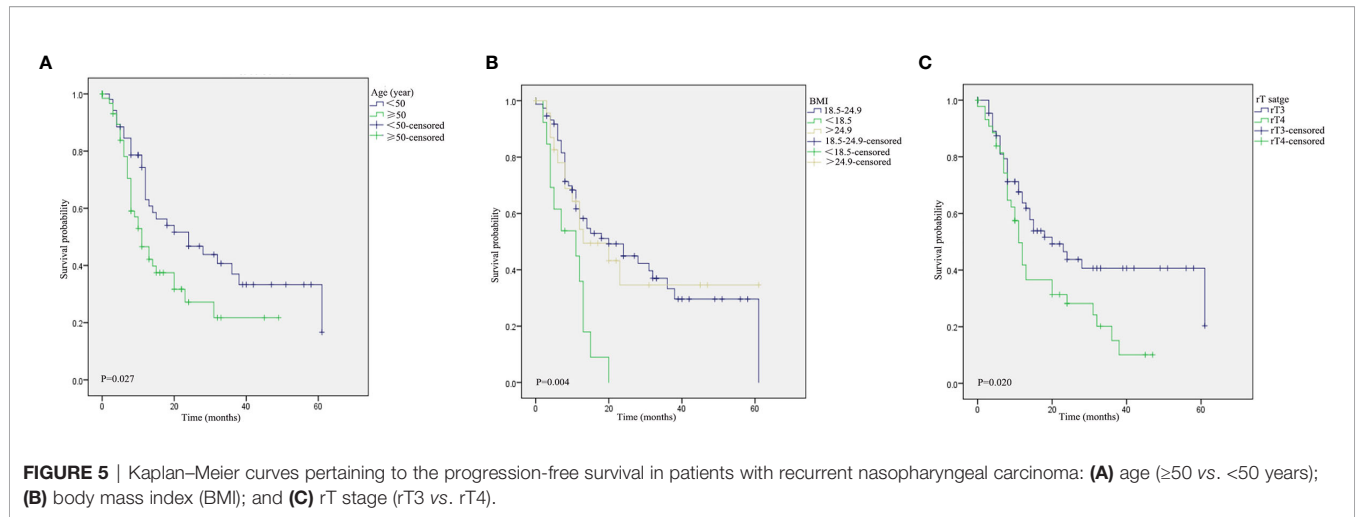 A
Age (year)
<50
≥50
<50-censored
≥50-censored
1.0
0.8
0.6
0.4
0.2
0.0
Survival probability
P=0.027
0 20 40 60
Time (months)
B
BMI
18.5-24.9
<18.5
>24.9
18.5-24.9-censored
<18.5-censored
>24.9-censored
1.0
0.8
0.6
0.4
0.2
0.0
Survival probability
P=0.004
0 20 40 60
Time (months)
C
rT satge
rT3
rT4
rT3-censored
rT4-censored
1.0
0.8
0.6
0.4
0.2
0.0
Survival probability
P=0.020
0 20 40 60
Time (months)
FIGURE 5 | Kaplan–Meier curves pertaining to the progression-free survival in patients with recurrent nasopharyngeal carcinoma: (A) age (≥50 vs. <50 years);
(B) body mass index (BMI); and (C) rT stage (rT3 vs. rT4).